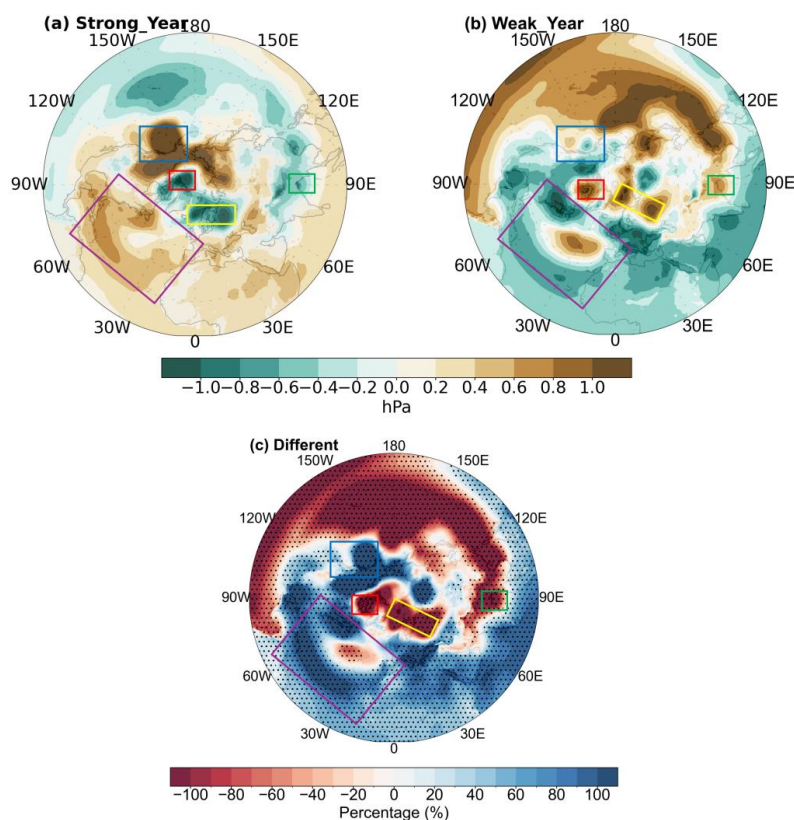 (a) Strong_Year
180
150W
150E
120W
120E
90W
90E
60W
60E
30W
30E
0
(b) Weak_Year
180
150W
150E
120W
120E
90W
90E
60W
60E
30W
30E
0
−1.0−0.8−0.6−0.4−0.2 0.0 0.2 0.4 0.6 0.8 1.0
hPa
(c) Different
180
150W
150E
120W
120E
90W
90E
60W
60E
30W
30E
0
−100 −80 −60 −40 −20 0 20 40 60 80 100
Percentage (%)